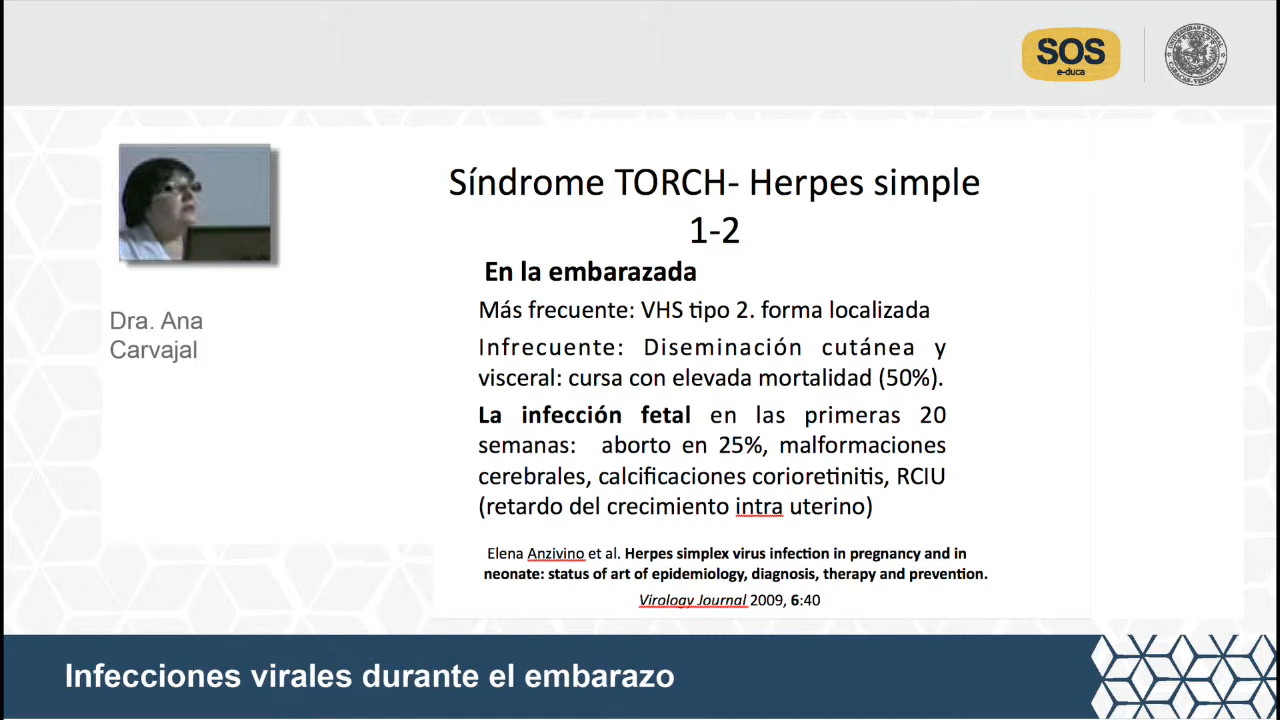 SOS
e-duca
UNIVERSIDAD CENTRAL
CARACAS-VENEZUELA
Síndrome TORCH- Herpes simple
1-2
En la embarazada
Más frecuente: VHS tipo 2. forma localizada
Infrecuente: Diseminación cutánea y
visceral: cursa con elevada mortalidad (50%).
La infección fetal en las primeras 20
semanas: aborto en 25%, malformaciones
cerebrales, calcificaciones corioretinitis, RCIU
(retardo del crecimiento intra uterino)
Dra. Ana
Carvajal
Elena Anzivino et al. Herpes simplex virus infection in pregnancy and in
neonate: status of art of epidemiology, diagnosis, therapy and prevention.
Virology Journal 2009, 6:40
Infecciones virales durante el embarazo